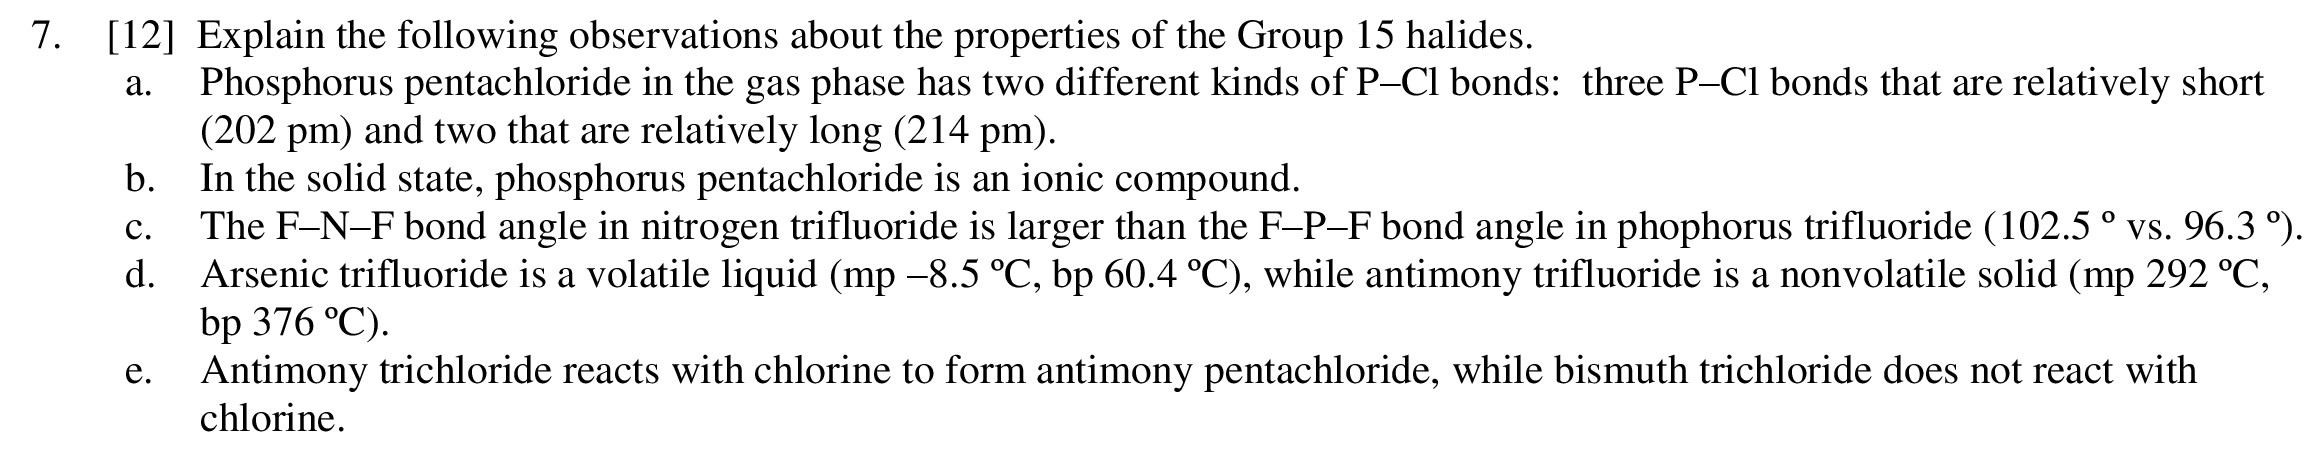 7. [12] Explain the following observations about the properties of the Group 15 halides.
a. Phosphorus pentachloride in the gas phase has two different kinds of P–Cl bonds: three P–Cl bonds that are relatively short
(202 pm) and two that are relatively long (214 pm).
b. In the solid state, phosphorus pentachloride is an ionic compound.
c. The F–N–F bond angle in nitrogen trifluoride is larger than the F–P–F bond angle in phophorus trifluoride (102.5 º vs. 96.3 º).
d. Arsenic trifluoride is a volatile liquid (mp –8.5 ºC, bp 60.4 ºC), while antimony trifluoride is a nonvolatile solid (mp 292 ºC,
bp 376 ºC).
e. Antimony trichloride reacts with chlorine to form antimony pentachloride, while bismuth trichloride does not react with
chlorine.